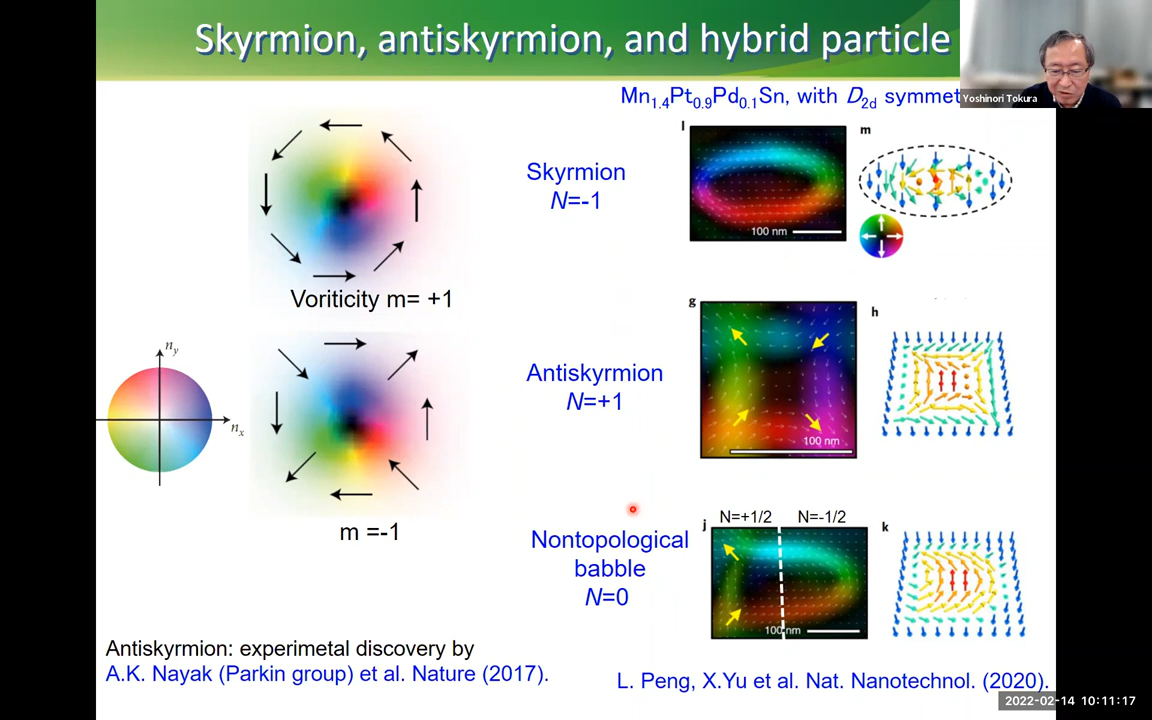 Skyrmion, antiskyrmion, and hybrid particle
Yoshinori Tokura
Mn1.4Pt0.9Pd0.1Sn, with D2d symmet
Skyrmion
N=-1
l
m
100 nm
Voriticity m= +1
ny
nx
m =-1
Antiskyrmion
N=+1
g
h
100 nm
Nontopological
babble
N=0
N=+1/2 N=-1/2
j
k
100 nm
Antiskyrmion: experimetal discovery by
A.K. Nayak (Parkin group) et al. Nature (2017).
L. Peng, X.Yu et al. Nat. Nanotechnol. (2020).
2022-02-14 10:11:17